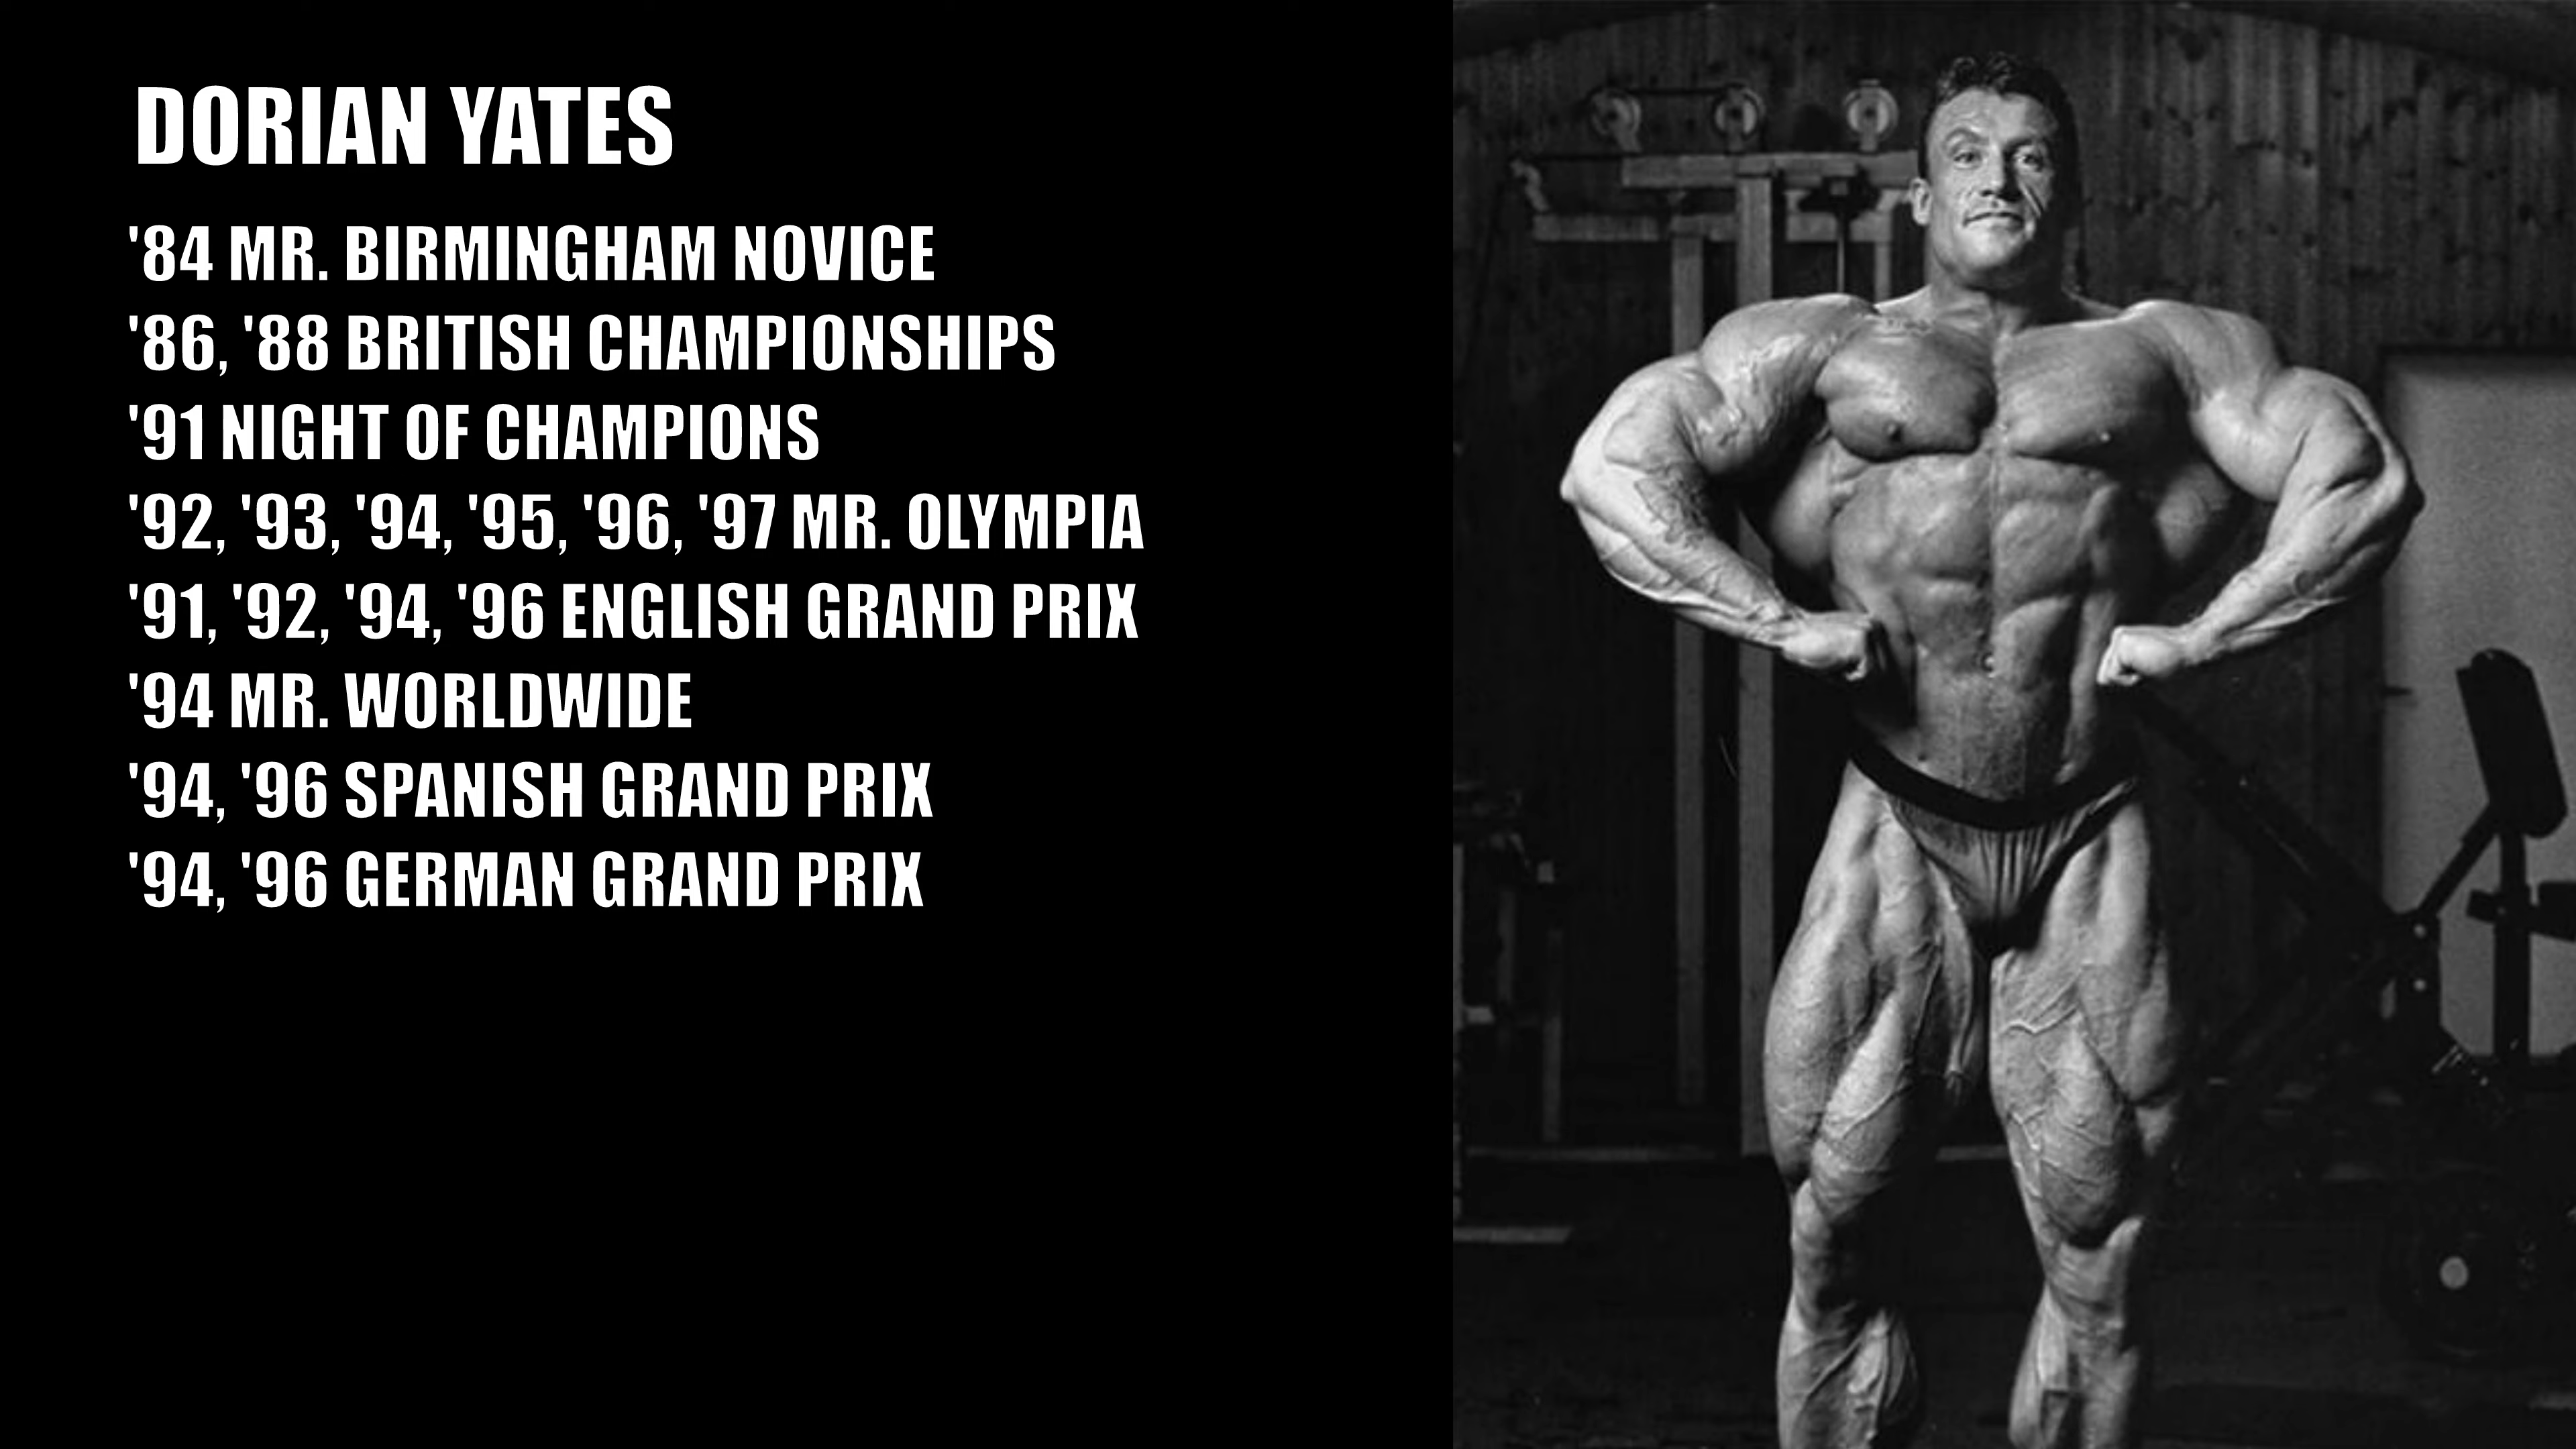 DORIAN YATES
'84 MR. BIRMINGHAM NOVICE
'86, '88 BRITISH CHAMPIONSHIPS
'91 NIGHT OF CHAMPIONS
'92, '93, '94, '95, '96, '97 MR. OLYMPIA
'91, '92, '94, '96 ENGLISH GRAND PRIX
'94 MR. WORLDWIDE
'94, '96 SPANISH GRAND PRIX
'94, '96 GERMAN GRAND PRIX